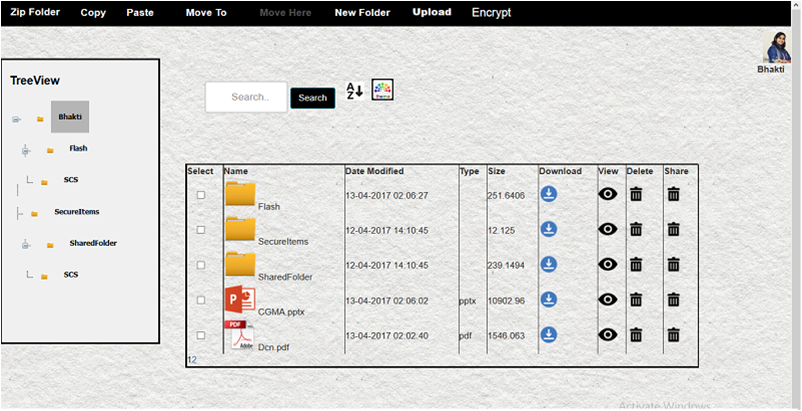 Zip Folder Copy Paste Move To Move Here New Folder Upload Encrypt
Bhakti
TreeView
Bhakti
Flash
SCS
SecureItems
SharedFolder
SCS
Search.. Search A Z
Select Name Date Modified Type Size Download View Delete Share
Flash 13-04-2017 02:06:27 251.6406
SecureItems 12-04-2017 14:10:45 12.125
SharedFolder 12-04-2017 14:10:45 239.1494
P CGMA.pptx 13-04-2017 02:06:02 pptx 10902.96
PDF Adobe Dcn.pdf 13-04-2017 02:02:40 pdf 1546.063
12
Activate Windows